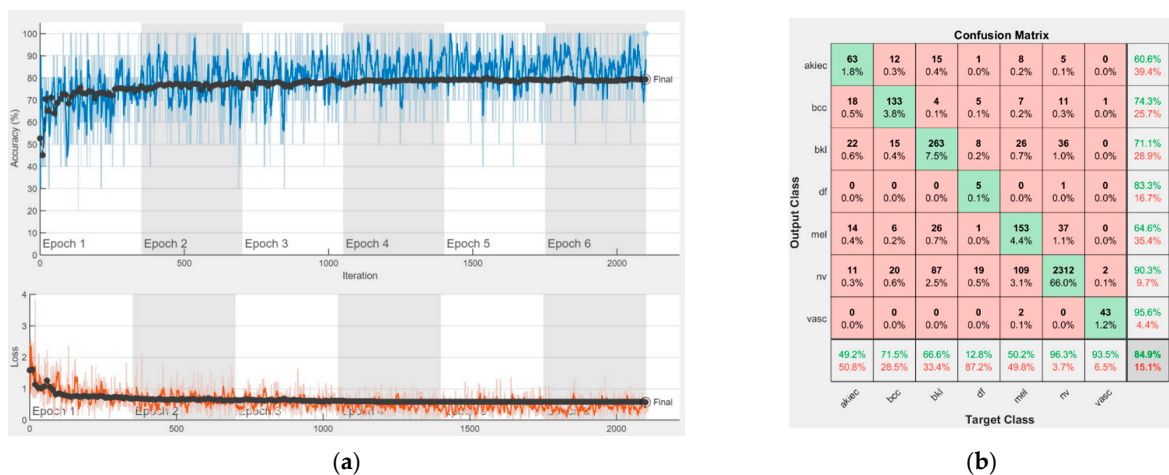 100
90
80
70
60
50
40
30
20
10
0
Accuracy (%)
Final
Epoch 1 Epoch 2 Epoch 3 Epoch 4 Epoch 5 Epoch 6
0 500 1000 1500 2000
Iteration
4
3
2
1
0
Loss
Final
Epoch 1 Epoch 2
0 500 1000 1500 2000
(a)
Confusion Matrix
akiec 63 12 15 1 8 5 0 60.6%
1.8% 0.3% 0.4% 0.0% 0.2% 0.1% 0.0% 39.4%
bcc 18 133 4 5 7 11 1 74.3%
0.5% 3.8% 0.1% 0.1% 0.2% 0.3% 0.0% 25.7%
bkl 22 15 263 8 26 36 0 71.1%
0.6% 0.4% 7.5% 0.2% 0.7% 1.0% 0.0% 28.9%
df 0 0 0 5 0 1 0 83.3%
0.0% 0.0% 0.0% 0.1% 0.0% 0.0% 0.0% 16.7%
mel 14 6 26 1 153 37 0 64.6%
0.4% 0.2% 0.7% 0.0% 4.4% 1.1% 0.0% 35.4%
nv 11 20 87 19 109 2312 2 90.3%
0.3% 0.6% 2.5% 0.5% 3.1% 66.0% 0.1% 9.7%
vasc 0 0 0 0 2 0 43 95.6%
0.0% 0.0% 0.0% 0.0% 0.1% 0.0% 1.2% 4.4%
49.2% 71.5% 66.6% 12.8% 50.2% 96.3% 93.5% 84.9%
50.8% 28.5% 33.4% 87.2% 49.8% 3.7% 6.5% 15.1%
akiec bcc bkl df mel nv vasc
Output Class
Target Class
(b)